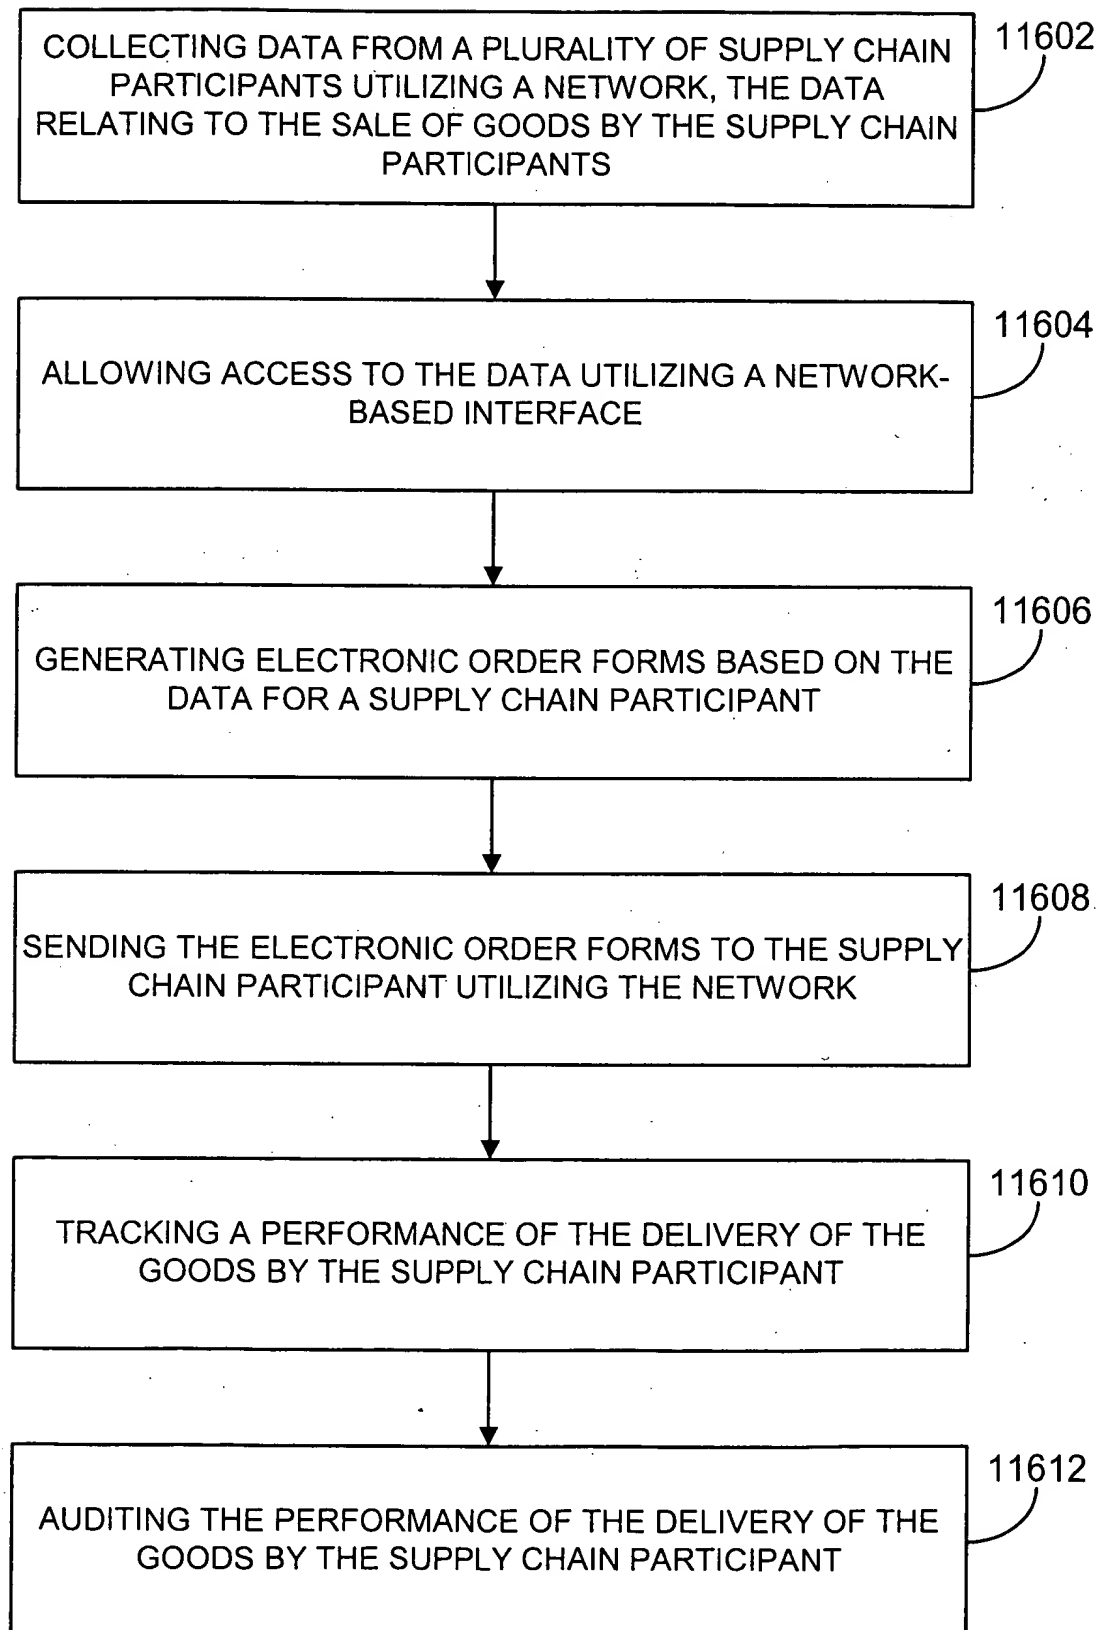 COLLECTING DATA FROM A PLURALITY OF SUPPLY CHAIN
PARTICIPANTS UTILIZING A NETWORK, THE DATA
RELATING TO THE SALE OF GOODS BY THE SUPPLY CHAIN
PARTICIPANTS
11602
ALLOWING ACCESS TO THE DATA UTILIZING A NETWORK-
BASED INTERFACE
11604
GENERATING ELECTRONIC ORDER FORMS BASED ON THE
DATA FOR A SUPPLY CHAIN PARTICIPANT
11606
SENDING THE ELECTRONIC ORDER FORMS TO THE SUPPLY
CHAIN PARTICIPANT UTILIZING THE NETWORK
11608
TRACKING A PERFORMANCE OF THE DELIVERY OF THE
GOODS BY THE SUPPLY CHAIN PARTICIPANT
11610
AUDITING THE PERFORMANCE OF THE DELIVERY OF THE
GOODS BY THE SUPPLY CHAIN PARTICIPANT
11612